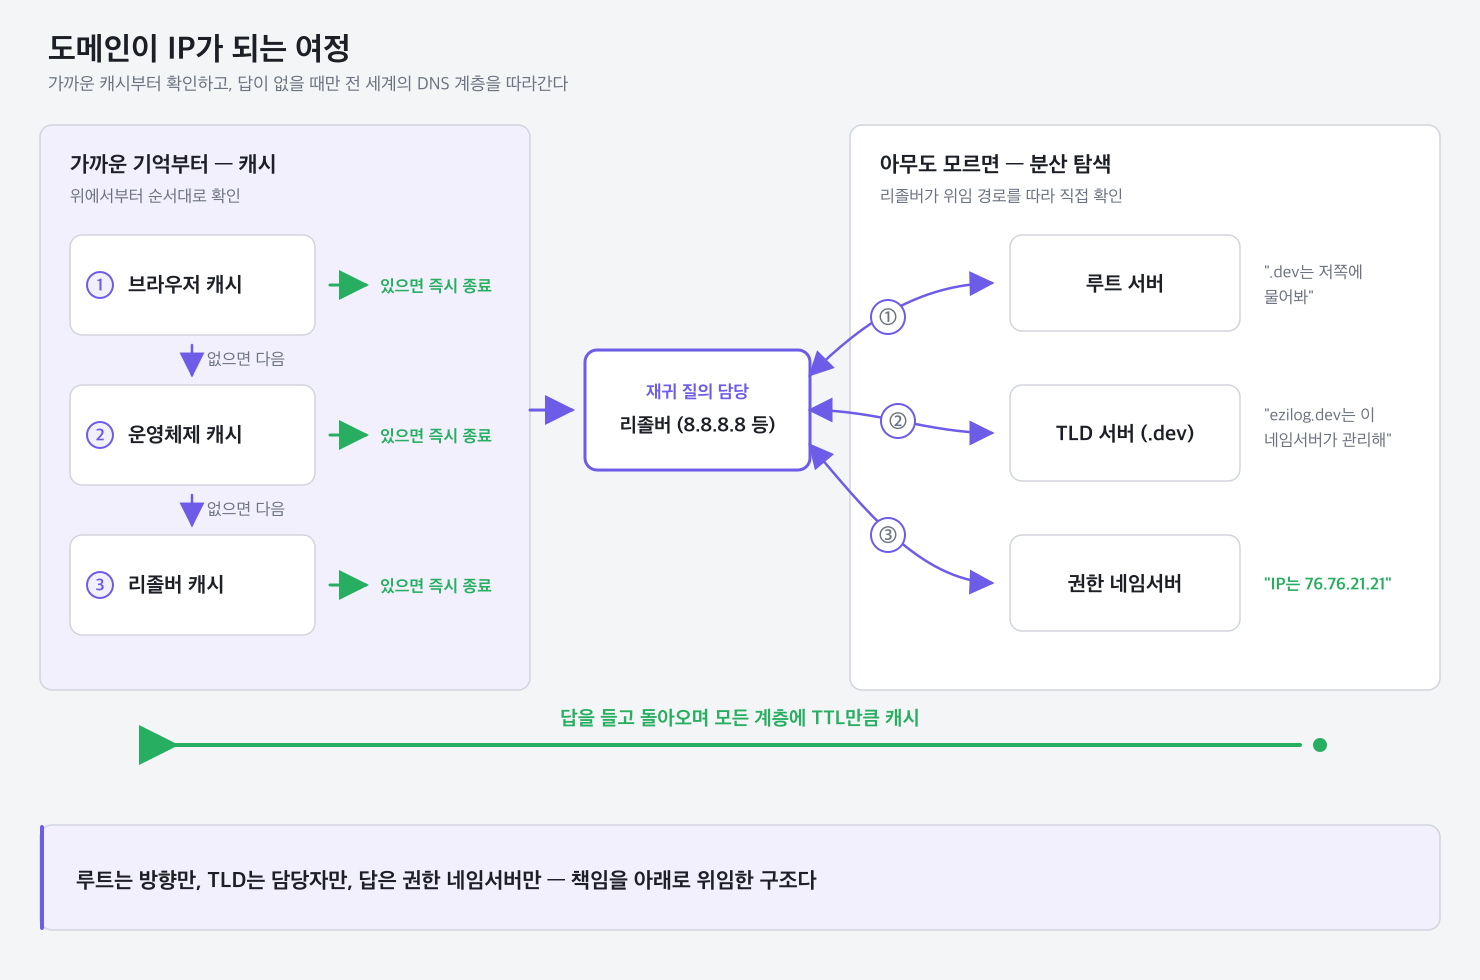 도메인이 IP가 되는 여정
가까운 캐시부터 확인하고, 답이 없을 때만 전 세계의 DNS 계층을 따라간다
가까운 기억부터 — 캐시
위에서부터 순서대로 확인
1 브라우저 캐시
있으면 즉시 종료
없으면 다음
2 운영체제 캐시
있으면 즉시 종료
없으면 다음
3 리졸버 캐시
있으면 즉시 종료
재귀 질의 담당
리졸버 (8.8.8.8 등)
아무도 모르면 — 분산 탐색
리졸버가 위임 경로를 따라 직접 확인
①
루트 서버
".dev는 저쪽에
물어봐"
②
TLD 서버 (.dev)
"ezilog.dev는 이
네임서버가 관리해"
③
권한 네임서버
"IP는 76.76.21.21"
답을 들고 돌아오며 모든 계층에 TTL만큼 캐시
루트는 방향만, TLD는 담당자만, 답은 권한 네임서버만 — 책임을 아래로 위임한 구조다